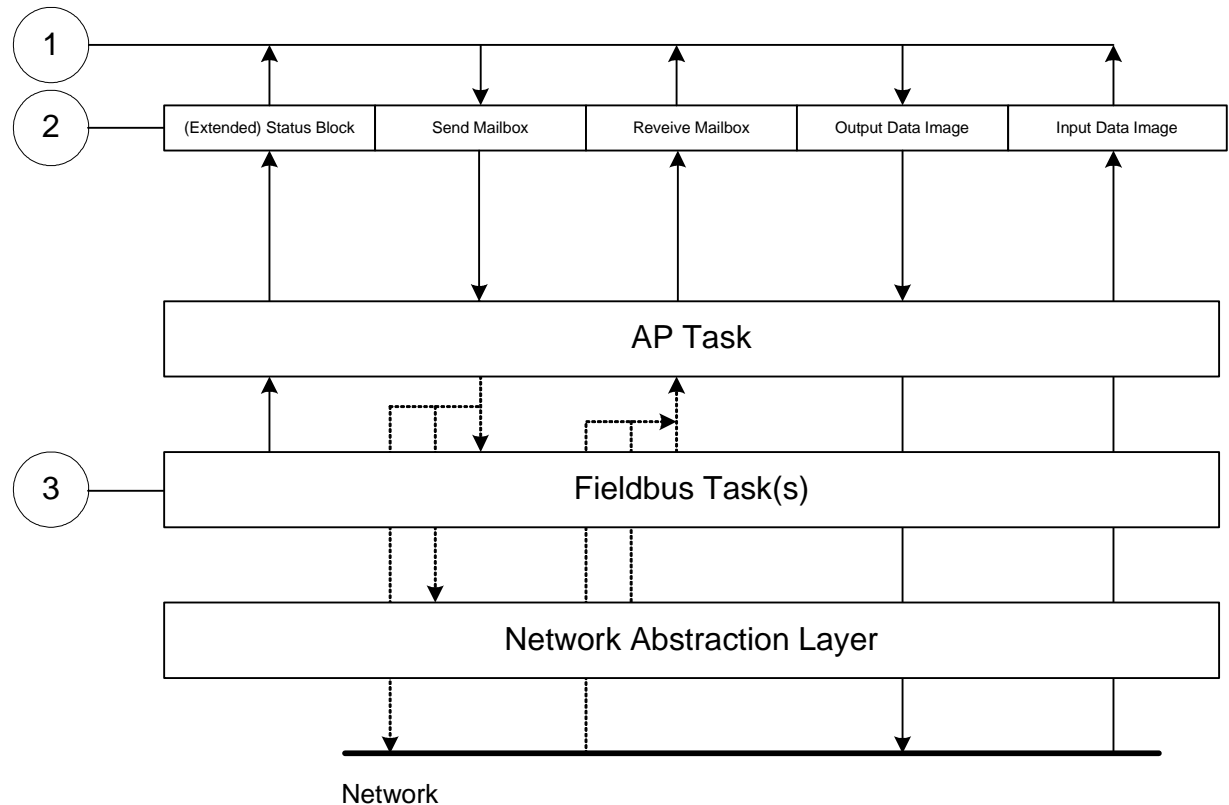 1
2
(Extended) Status Block
Send Mailbox
Reveive Mailbox
Output Data Image
Input Data Image
AP Task
3
Fieldbus Task(s)
Network Abstraction Layer
Network